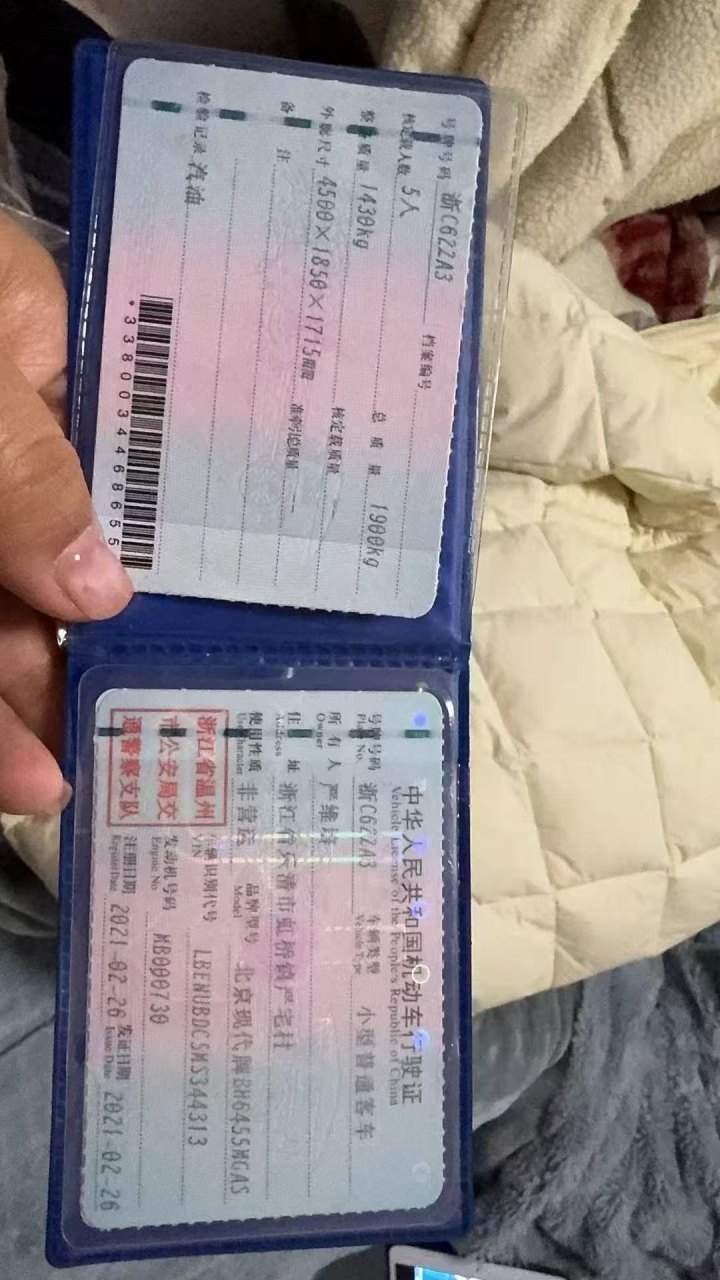 中华人民共和国机动车行驶证
Vehicle License of the People's Republic of China
号牌号码 浙C622A3 车辆类型 小型普通客车
Plate No. Vehicle Type
所有人 严维
Owner
住址 浙江省乐清市虹桥镇严宅村
Address
使用性质 非营运 品牌型号 北京现代牌BH6455MGAS
Use Character Model
浙江省温州
市公安局交
通警察支队
车辆识别代号 LBENUBDC5MS344313
VIN
发动机号码 MB000730
Engine No.
注册日期 2021-02-26 发证日期 2021-02-26
Register Date Issue Date
号牌号码 浙C622A3 档案编号
核定载人数 5人 总质量 1900kg
整备质量 1430kg 核定载质量 —
外廓尺寸 4500×1850×1715mm 准牵引总质量 —
备注
检验记录 汽油
*3380034468655